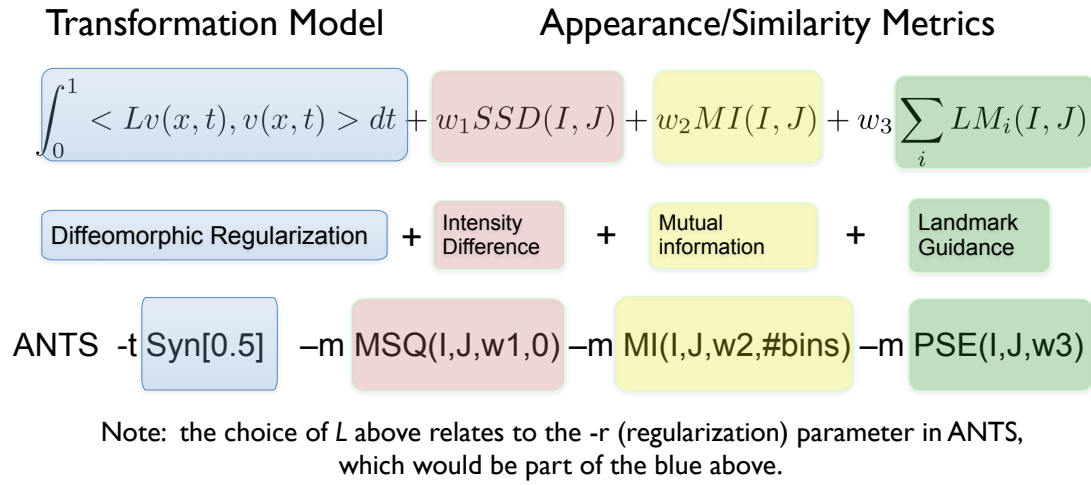 Transformation Model Appearance/Similarity Metrics
∫₀¹ < Lv(x, t), v(x, t) > dt + w₁SSD(I, J) + w₂MI(I, J) + w₃ ∑ᵢ LMᵢ(I, J)
Diffeomorphic Regularization + Intensity Difference + Mutual information + Landmark Guidance
ANTS -t Syn[0.5] –m MSQ(I,J,w1,0) –m MI(I,J,w2,#bins) –m PSE(I,J,w3)
Note: the choice of L above relates to the -r (regularization) parameter in ANTS,
which would be part of the blue above.